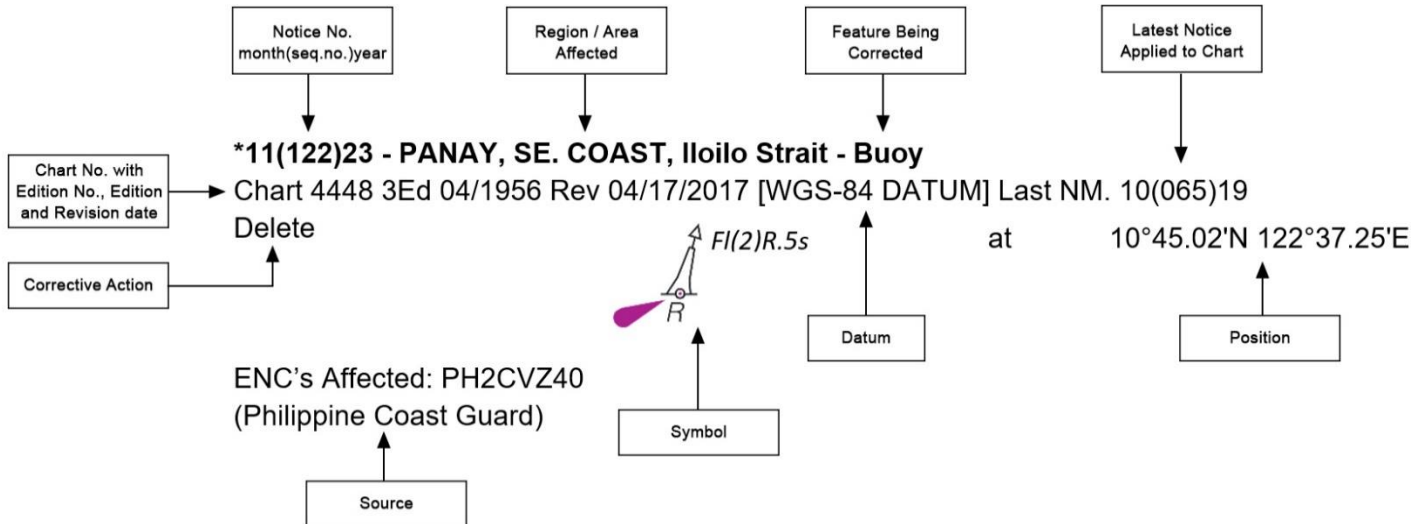 Notice No.
month(seq.no.)year
Region / Area
Affected
Feature Being
Corrected
Latest Notice
Applied to Chart
*11(122)23 - PANAY, SE. COAST, Iloilo Strait - Buoy
Chart No. with
Edition No., Edition
and Revision date
Chart 4448 3Ed 04/1956 Rev 04/17/2017 [WGS-84 DATUM] Last NM. 10(065)19
Delete
Fl(2)R.5s
at
10°45.02'N 122°37.25'E
Corrective Action
R
Datum
Position
ENC's Affected: PH2CVZ40
(Philippine Coast Guard)
Symbol
Source